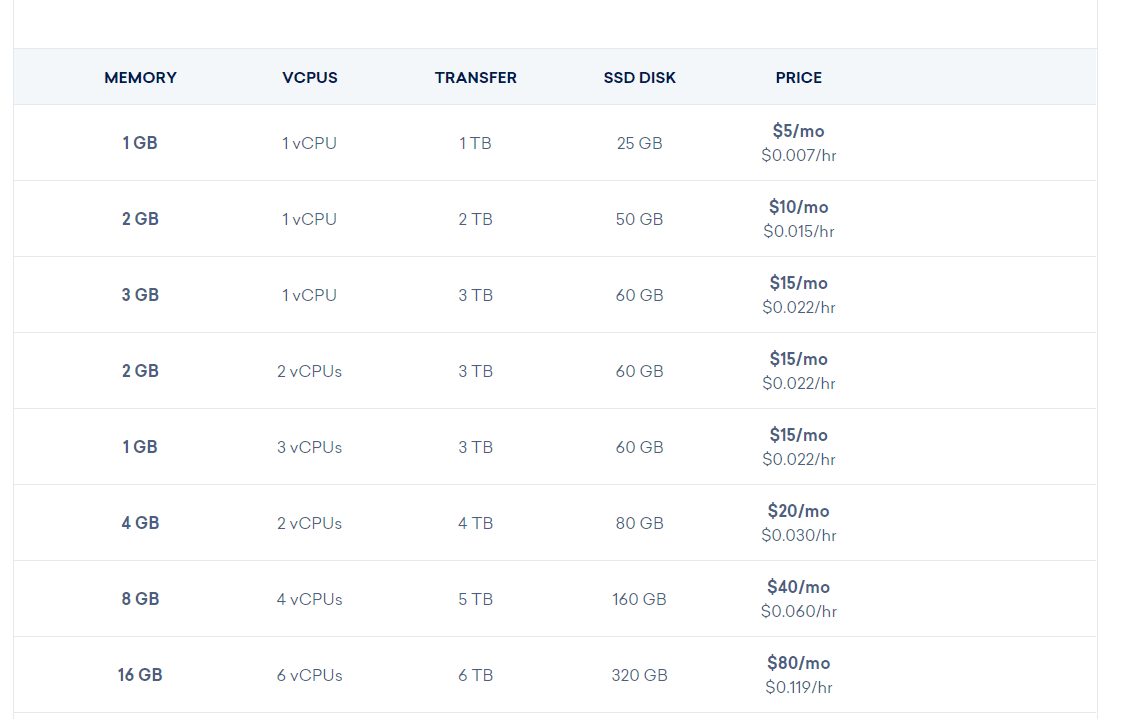 MEMORY VCPUS TRANSFER SSD DISK PRICE
1 GB 1 vCPU 1 TB 25 GB $5/mo
$0.007/hr
2 GB 1 vCPU 2 TB 50 GB $10/mo
$0.015/hr
3 GB 1 vCPU 3 TB 60 GB $15/mo
$0.022/hr
2 GB 2 vCPUs 3 TB 60 GB $15/mo
$0.022/hr
1 GB 3 vCPUs 3 TB 60 GB $15/mo
$0.022/hr
4 GB 2 vCPUs 4 TB 80 GB $20/mo
$0.030/hr
8 GB 4 vCPUs 5 TB 160 GB $40/mo
$0.060/hr
16 GB 6 vCPUs 6 TB 320 GB $80/mo
$0.119/hr